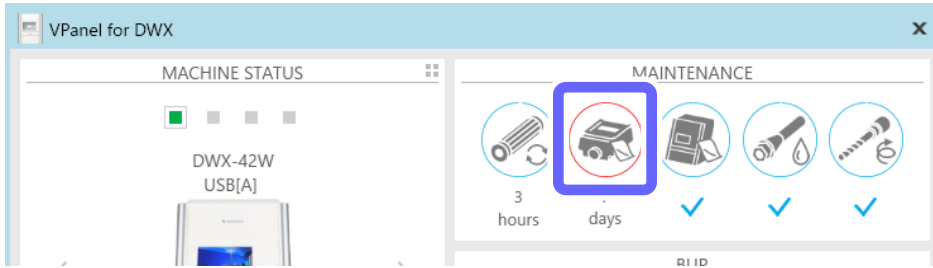 VPanel for DWX
x
MACHINE STATUS
MAINTENANCE
DWX-42W
USB[A]
3
hours
days